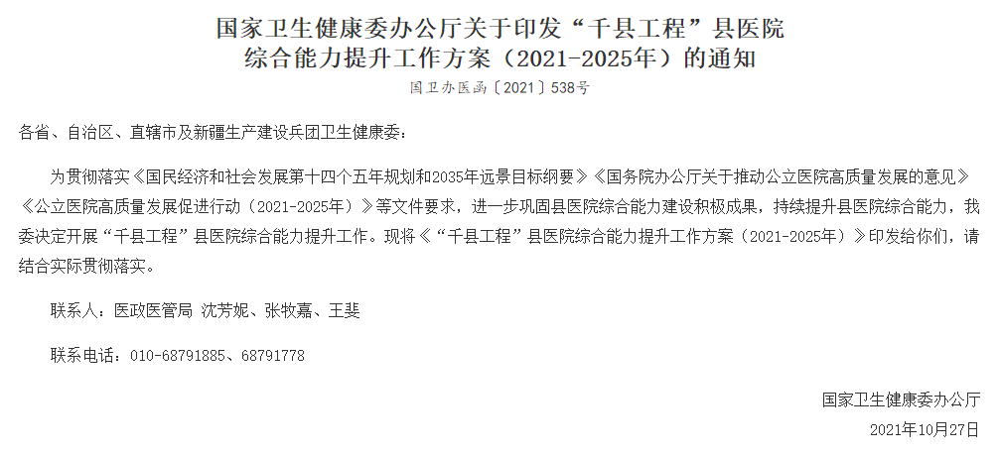 国家卫生健康委办公厅关于印发“千县工程”县医院
综合能力提升工作方案（2021-2025年）的通知
国卫办医函〔2021〕538号
各省、自治区、直辖市及新疆生产建设兵团卫生健康委：
为贯彻落实《国民经济和社会发展第十四个五年规划和2035年远景目标纲要》《国务院办公厅关于推动公立医院高质量发展的意见》
《公立医院高质量发展促进行动（2021-2025年）》等文件要求，进一步巩固县医院综合能力建设积极成果，持续提升县医院综合能力，我
委决定开展“千县工程”县医院综合能力提升工作。现将《“千县工程”县医院综合能力提升工作方案（2021-2025年）》印发给你们，请
结合实际贯彻落实。
联系人：医政医管局 沈芳妮、张牧嘉、王斐
联系电话：010-68791885、68791778
国家卫生健康委办公厅
2021年10月27日